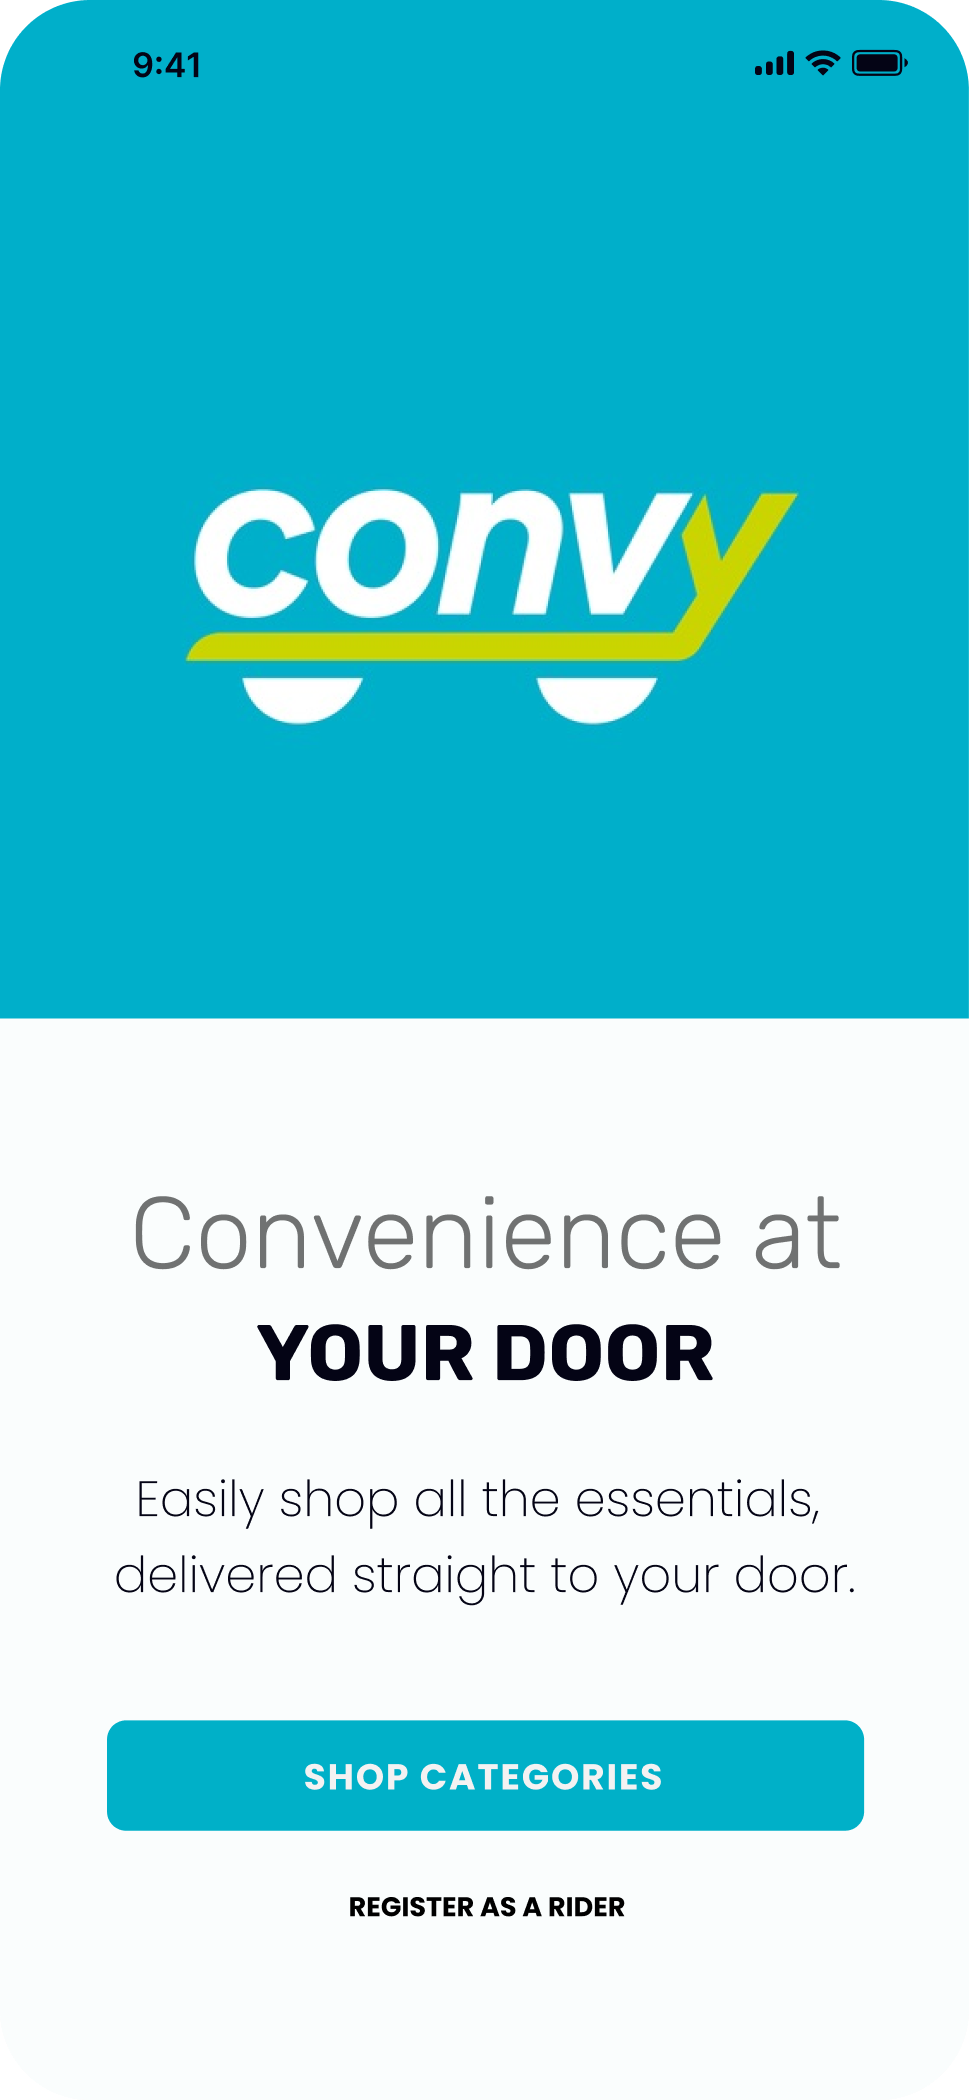 9:41
convy
Convenience at
YOUR DOOR
Easily shop all the essentials,
delivered straight to your door.
SHOP CATEGORIES
REGISTER AS A RIDER